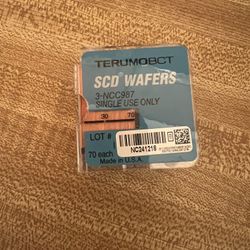 TERUMOBCT
SCD® WAFERS
3-NCC987
SINGLE USE ONLY
30 70
LOT #
NC241216
70 each
Made in U.S.A.